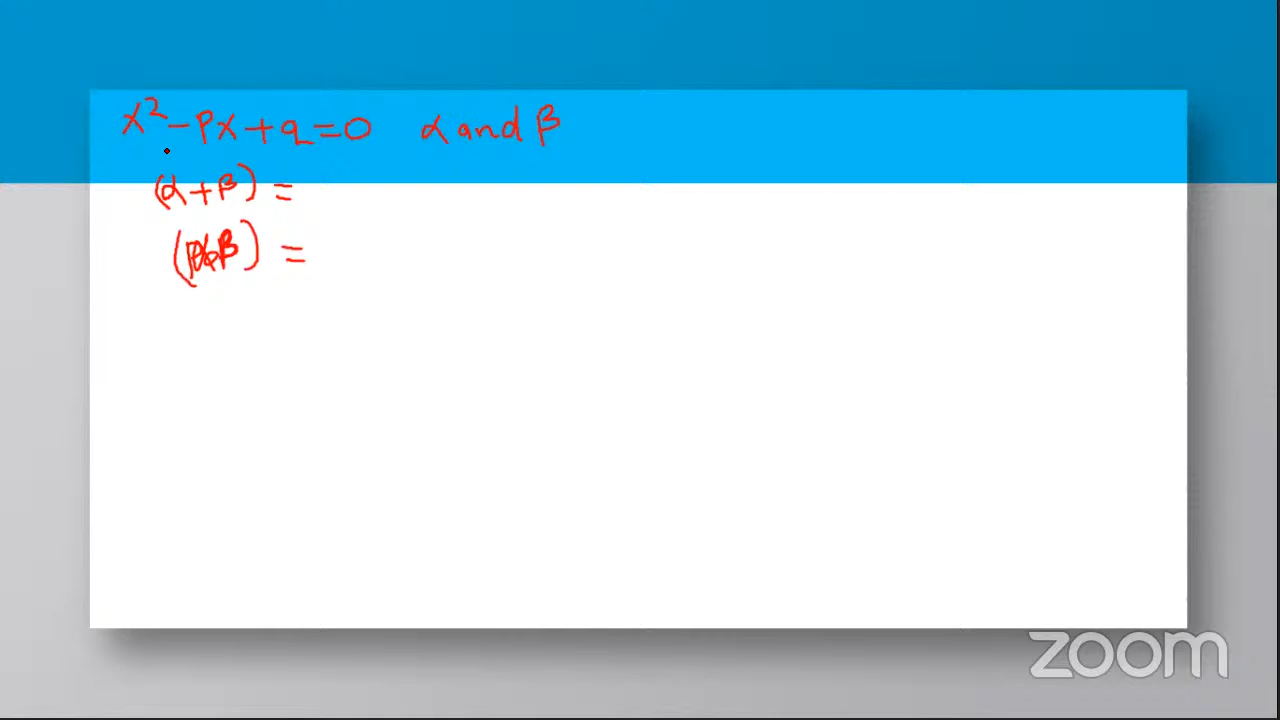 x² - px + q = 0 α and β
(α + β) =
( β) =
zoom